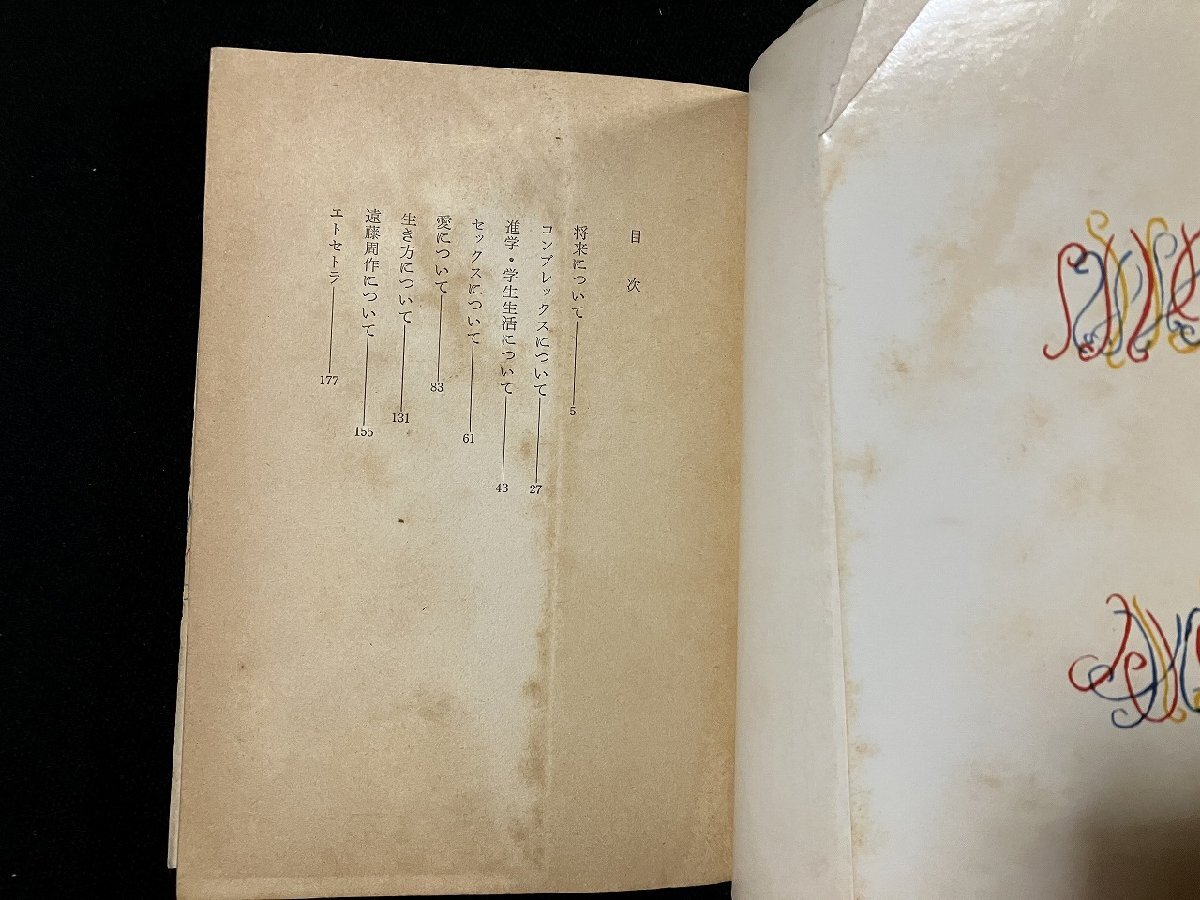 目次
将来について 5
コンプレックスについて 27
進学・学生生活について 43
セックスについて 61
愛について 83
生き方について 131
遠藤周作について 155
エトセトラ 177